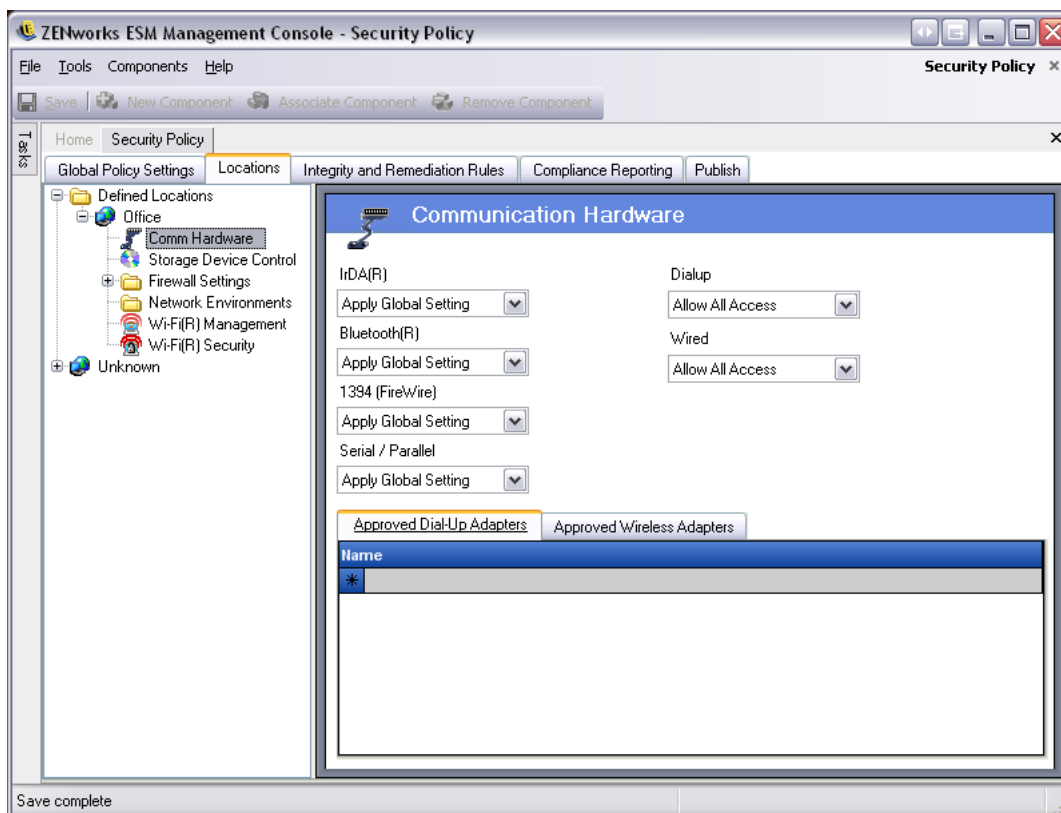 ZENworks ESM Management Console - Security Policy
File Tools Components Help
Security Policy
Save New Component Associate Component Remove Component
Tasks
Home Security Policy
Global Policy Settings Locations Integrity and Remediation Rules Compliance Reporting Publish
Defined Locations
Office
Comm Hardware
Storage Device Control
Firewall Settings
Network Environments
Wi-Fi(R) Management
Wi-Fi(R) Security
Unknown
Communication Hardware
IrDA(R)
Apply Global Setting
Bluetooth(R)
Apply Global Setting
1394 (FireWire)
Apply Global Setting
Serial / Parallel
Apply Global Setting
Dialup
Allow All Access
Wired
Allow All Access
Approved Dial-Up Adapters Approved Wireless Adapters
Name
Save complete